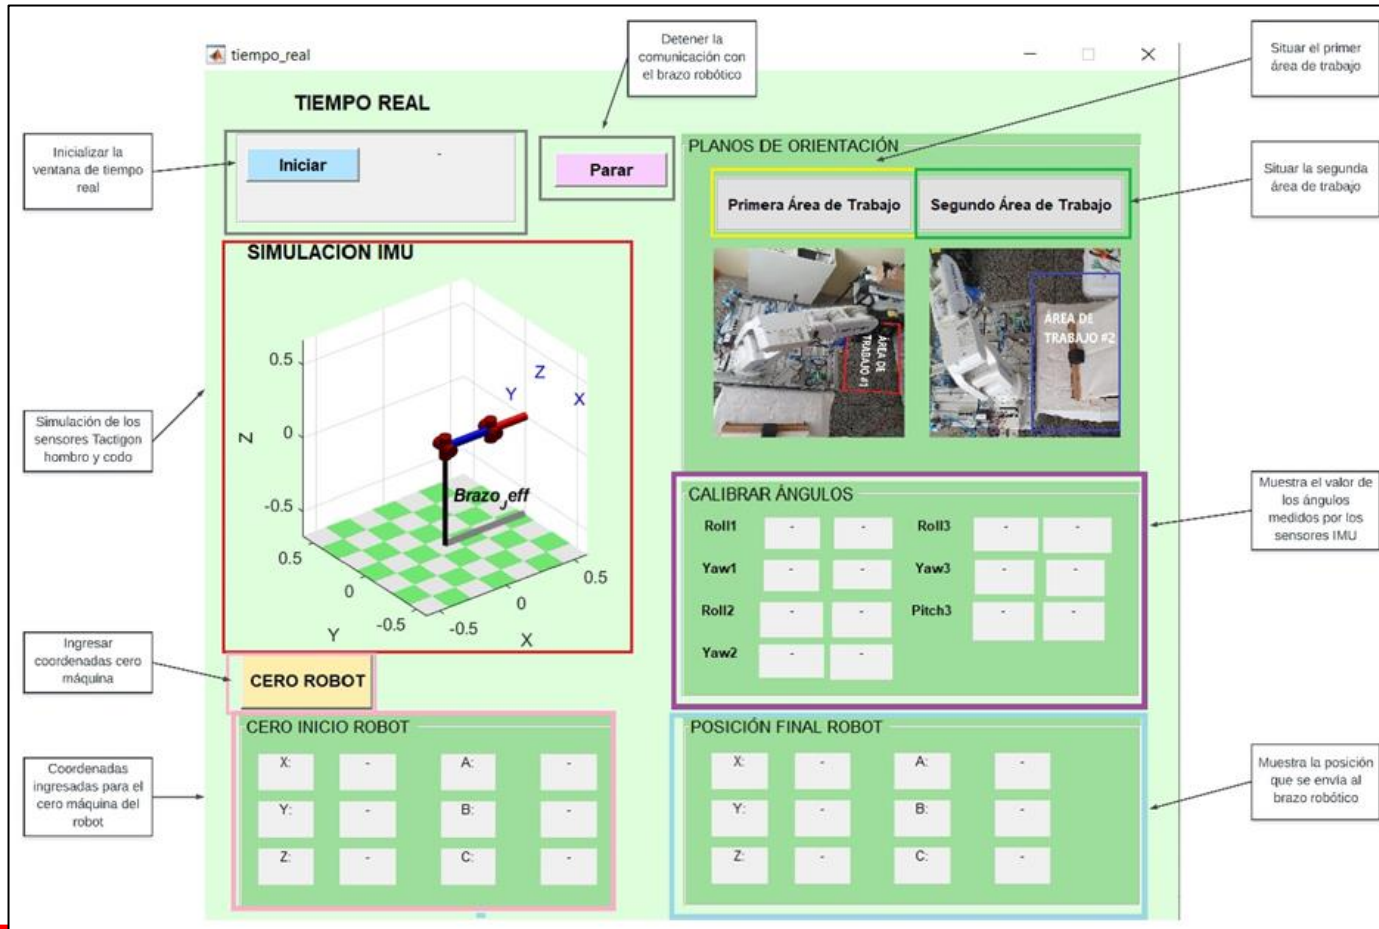 Detener la
comunicación con
el brazo robótico
Situar el primer
área de trabajo
tiempo_real
TIEMPO REAL
Inicializar la
ventana de tiempo
real
Iniciar
-
Parar
PLANOS DE ORIENTACIÓN
Situar la segunda
área de trabajo
Primera Área de Trabajo
Segundo Área de Trabajo
ÁREA DE
TRABAJO #1
ÁREA DE
TRABAJO #2
SIMULACION IMU
Simulación de los
sensores Tactigon
hombro y codo
0.5
0
-0.5
Z
Z
Y
X
Brazo_Jeff
0.5
0
-0.5
Y
-0.5
0
0.5
X
CALIBRAR ÁNGULOS
Roll1 - - Roll3 - -
Yaw1 - - Yaw3 - -
Roll2 - - Pitch3 - -
Yaw2 - -
Muestra el valor de
los ángulos
medidos por los
sensores IMU
Ingresar
coordenadas cero
máquina
CERO ROBOT
Coordenadas
ingresadas para el
cero máquina del
robot
CERO INICIO ROBOT
X: - A: -
Y: - B: -
Z: - C: -
POSICIÓN FINAL ROBOT
X: - A: -
Y: - B: -
Z: - C: -
Muestra la posición
que se envía al
brazo robótico